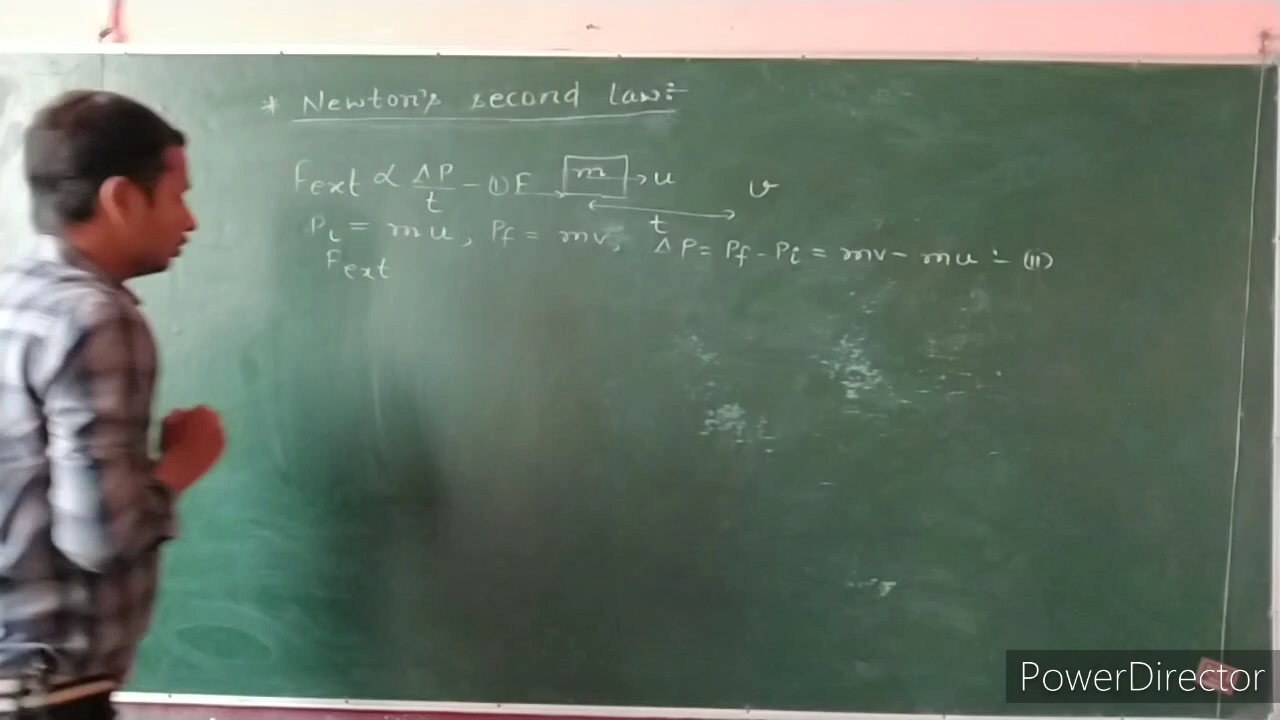 * Newton's second law:-
Fext ∝ ΔP/t - (i) F m → u v
t
Pi = mu, Pf = mv, ΔP = Pf - Pi = mv - mu :- (ii)
Fext
PowerDirector